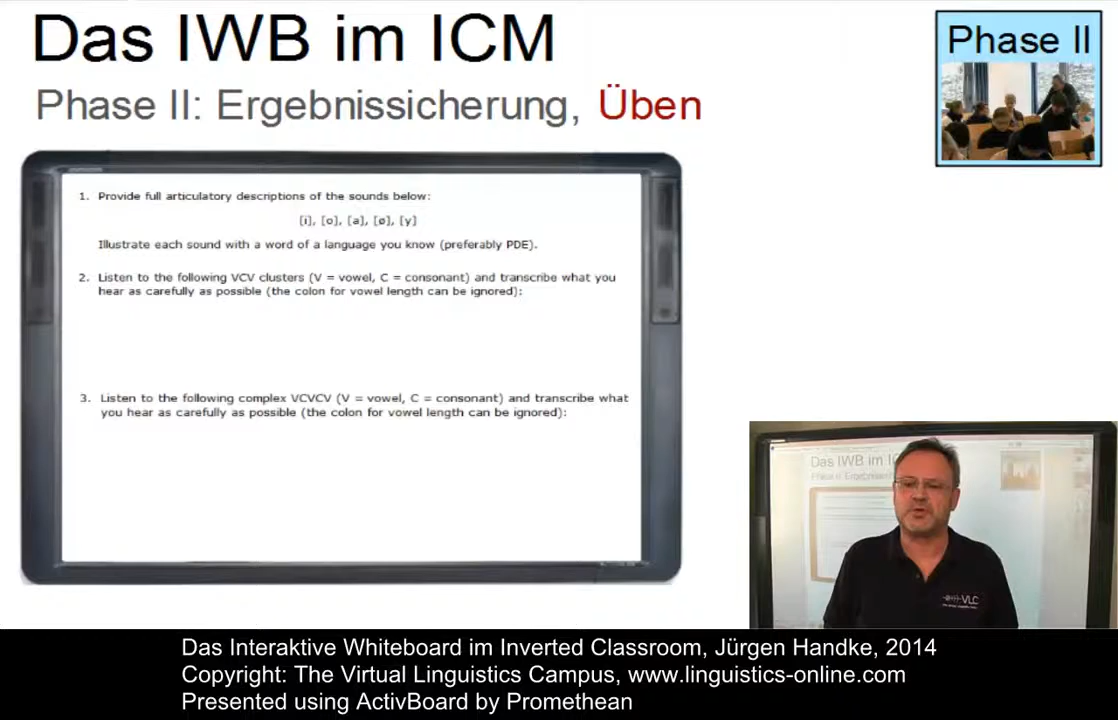 Das IWB im ICM
Phase II: Ergebnissicherung, Üben
Phase II
1. Provide full articulatory descriptions of the sounds below:
[i], [o], [a], [ø], [y]
Illustrate each sound with a word of a language you know (preferably PDE).
2. Listen to the following VCV clusters (V = vowel, C = consonant) and transcribe what you
hear as carefully as possible (the colon for vowel length can be ignored):
3. Listen to the following complex VCVCV (V = vowel, C = consonant) and transcribe what
you hear as carefully as possible (the colon for vowel length can be ignored):
Das IWB im
VLC
Das Interaktive Whiteboard im Inverted Classroom, Jürgen Handke, 2014
Copyright: The Virtual Linguistics Campus, www.linguistics-online.com
Presented using ActivBoard by Promethean